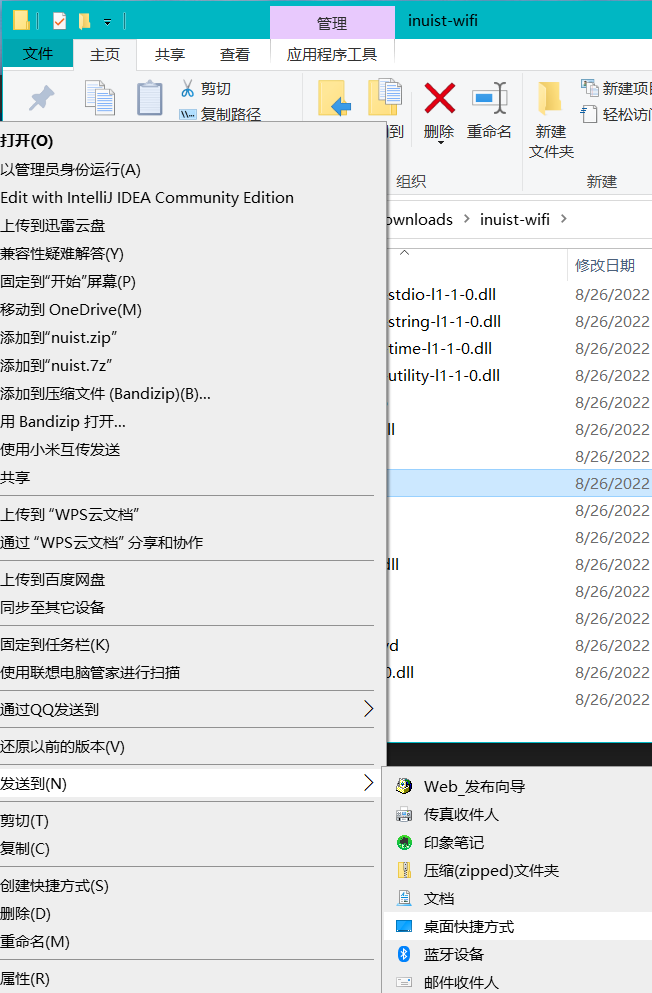 管理
inuist-wifi
文件
主页
共享
查看
应用程序工具
剪切
复制路径
到
删除
重命名
新建
文件夹
新建项目
轻松访问
组织
新建
ownloads > inuist-wifi >
修改日期
打开(O)
以管理员身份运行(A)
Edit with IntelliJ IDEA Community Edition
上传到迅雷云盘
兼容性疑难解答(Y)
固定到“开始”屏幕(P)
移动到 OneDrive(M)
添加到“nuist.zip”
添加到“nuist.7z”
添加到压缩文件 (Bandizip)(B)...
用 Bandizip 打开...
使用小米互传发送
共享
上传到 “WPS云文档”
通过 “WPS云文档” 分享和协作
上传到百度网盘
同步至其它设备
固定到任务栏(K)
使用联想电脑管家进行扫描
通过QQ发送到
还原以前的版本(V)
发送到(N)
剪切(T)
复制(C)
创建快捷方式(S)
删除(D)
重命名(M)
属性(R)
stdio-l1-1-0.dll 8/26/2022
string-l1-1-0.dll 8/26/2022
time-l1-1-0.dll 8/26/2022
utility-l1-1-0.dll 8/26/2022
8/26/2022
ll 8/26/2022
8/26/2022
8/26/2022
8/26/2022
8/26/2022
dll 8/26/2022
8/26/2022
8/26/2022
yd 8/26/2022
0.dll 8/26/2022
8/26/2022
Web_发布向导
传真收件人
印象笔记
压缩(zipped)文件夹
文档
桌面快捷方式
蓝牙设备
邮件收件人